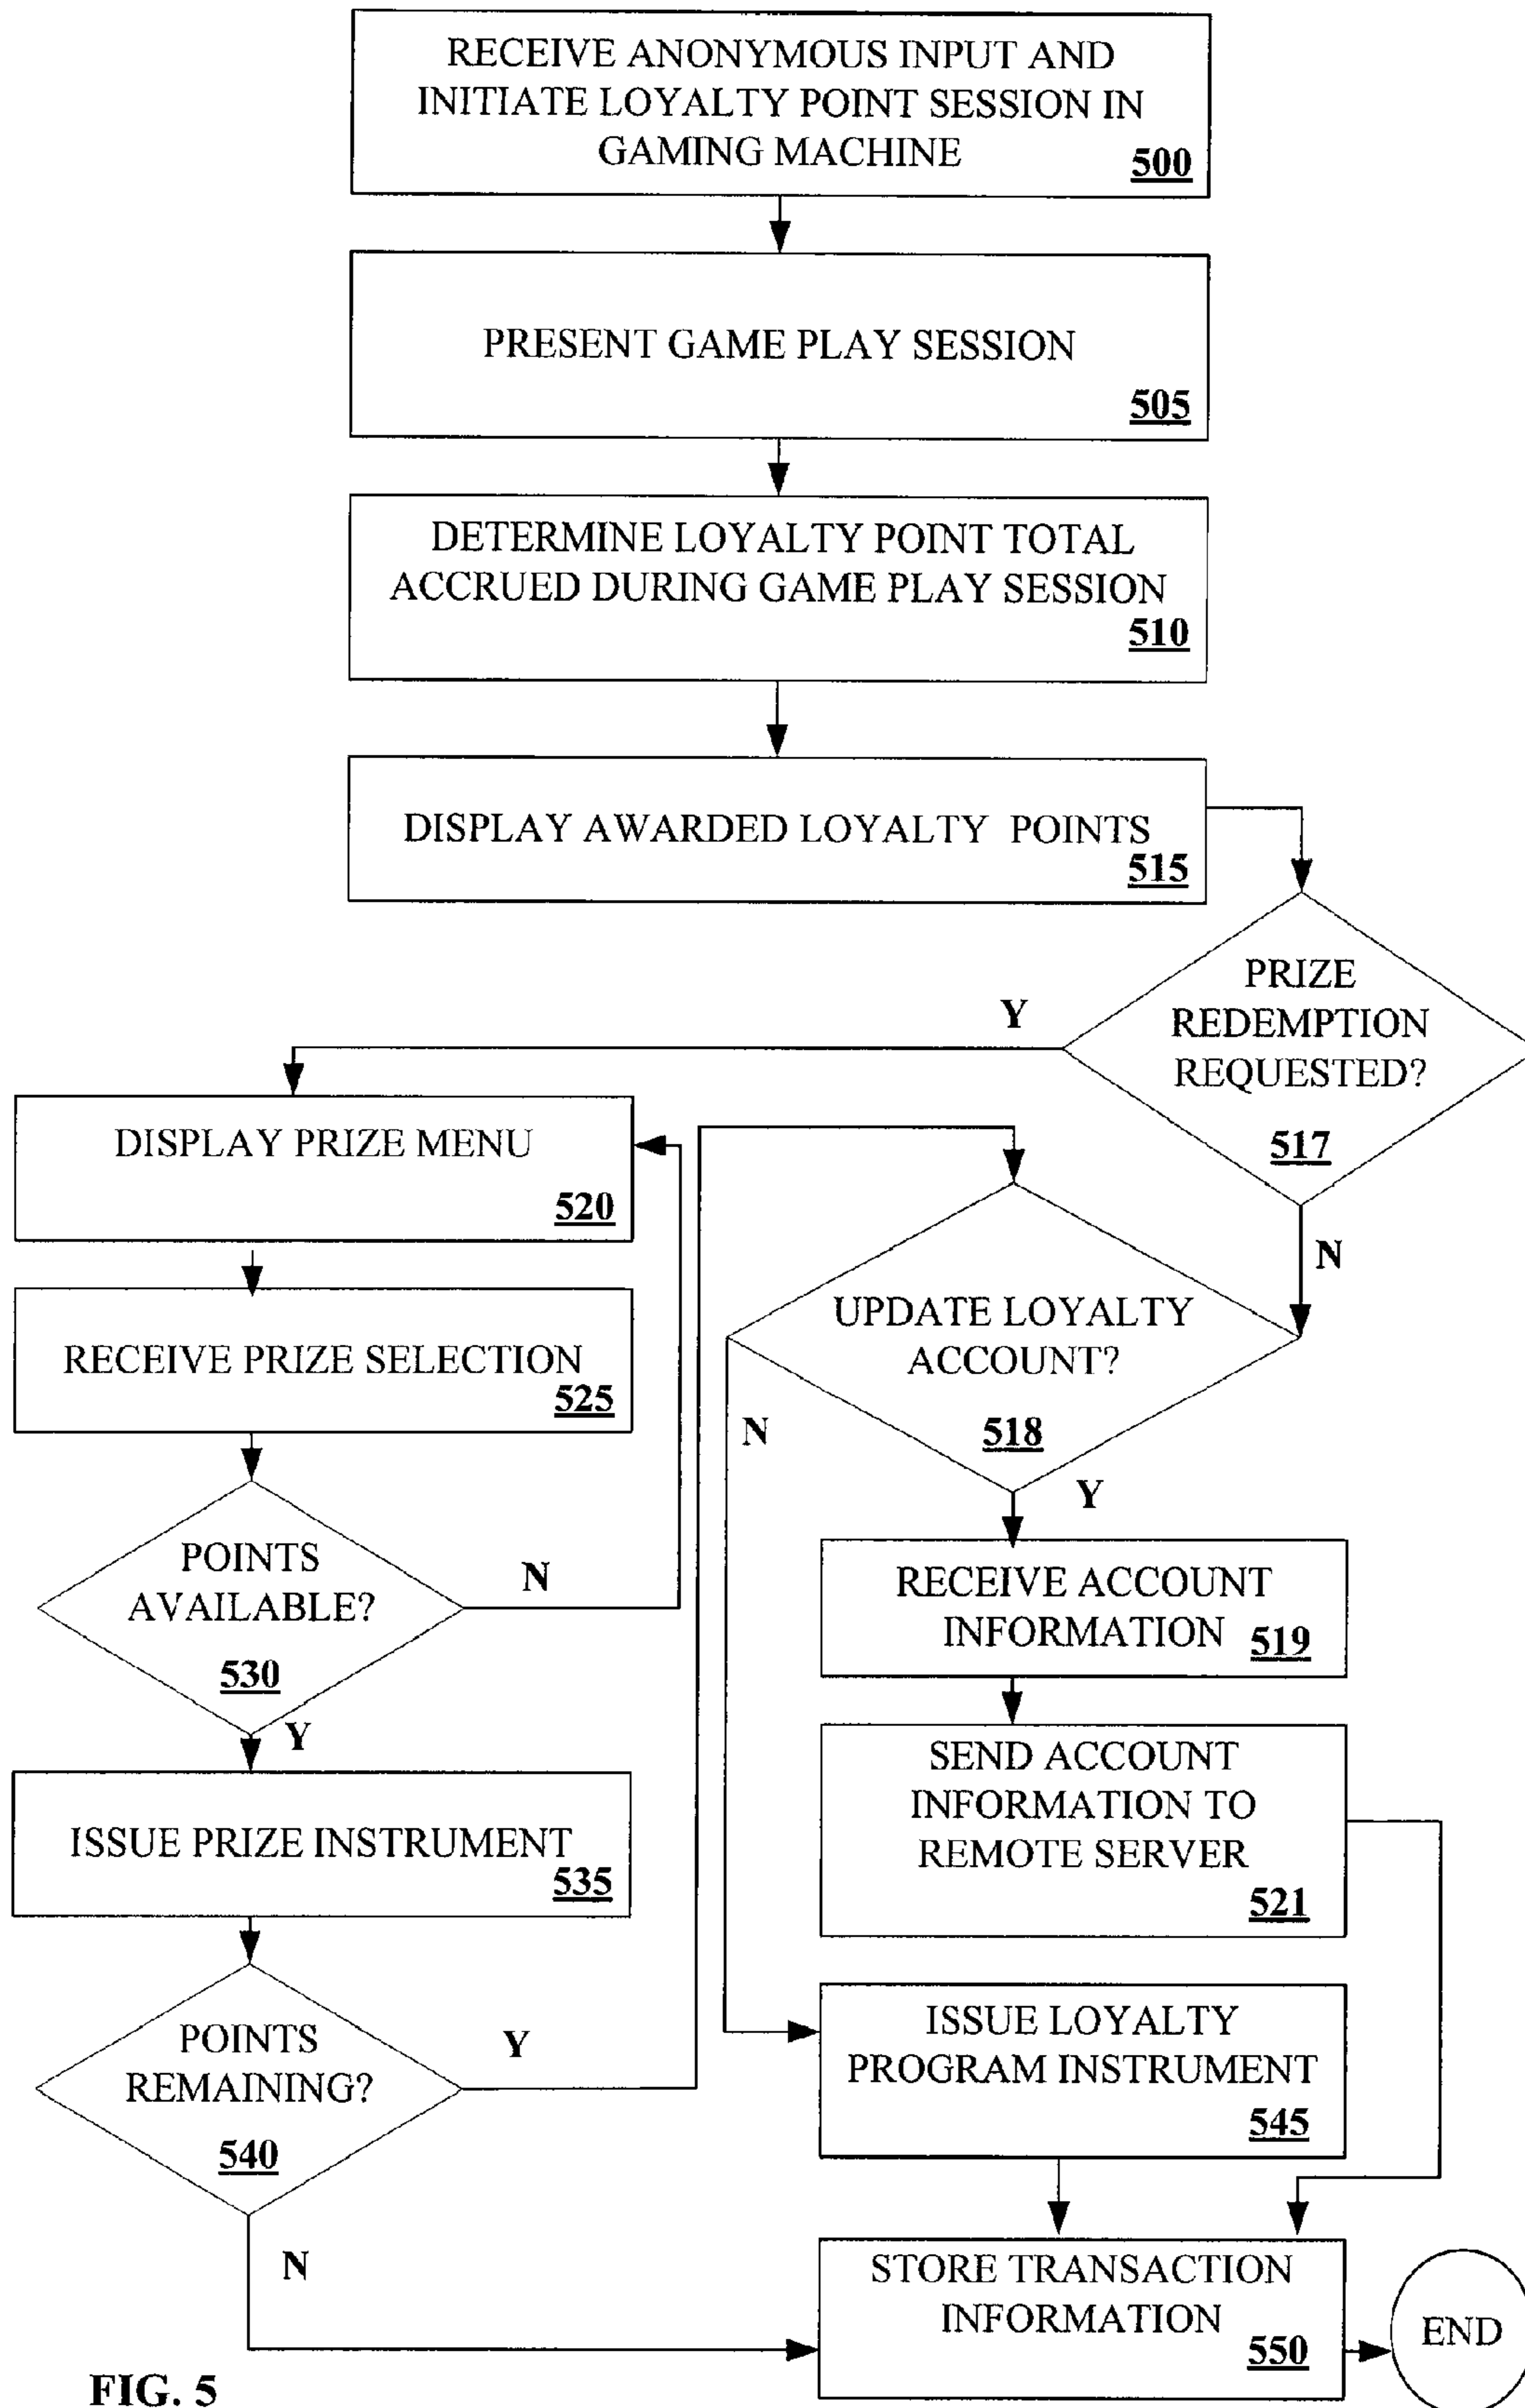 RECEIVE ANONYMOUS INPUT AND
INITIATE LOYALTY POINT SESSION IN
GAMING MACHINE
500
PRESENT GAME PLAY SESSION
505
DETERMINE LOYALTY POINT TOTAL
ACCRUED DURING GAME PLAY SESSION
510
DISPLAY AWARDED LOYALTY POINTS
515
PRIZE
REDEMPTION
REQUESTED?
517
Y
N
DISPLAY PRIZE MENU
520
RECEIVE PRIZE SELECTION
525
POINTS
AVAILABLE?
530
N
Y
ISSUE PRIZE INSTRUMENT
535
POINTS
REMAINING?
540
Y
N
UPDATE LOYALTY
ACCOUNT?
518
N
Y
RECEIVE ACCOUNT
INFORMATION
519
SEND ACCOUNT
INFORMATION TO
REMOTE SERVER
521
ISSUE LOYALTY
PROGRAM INSTRUMENT
545
STORE TRANSACTION
INFORMATION
550
END
FIG. 5